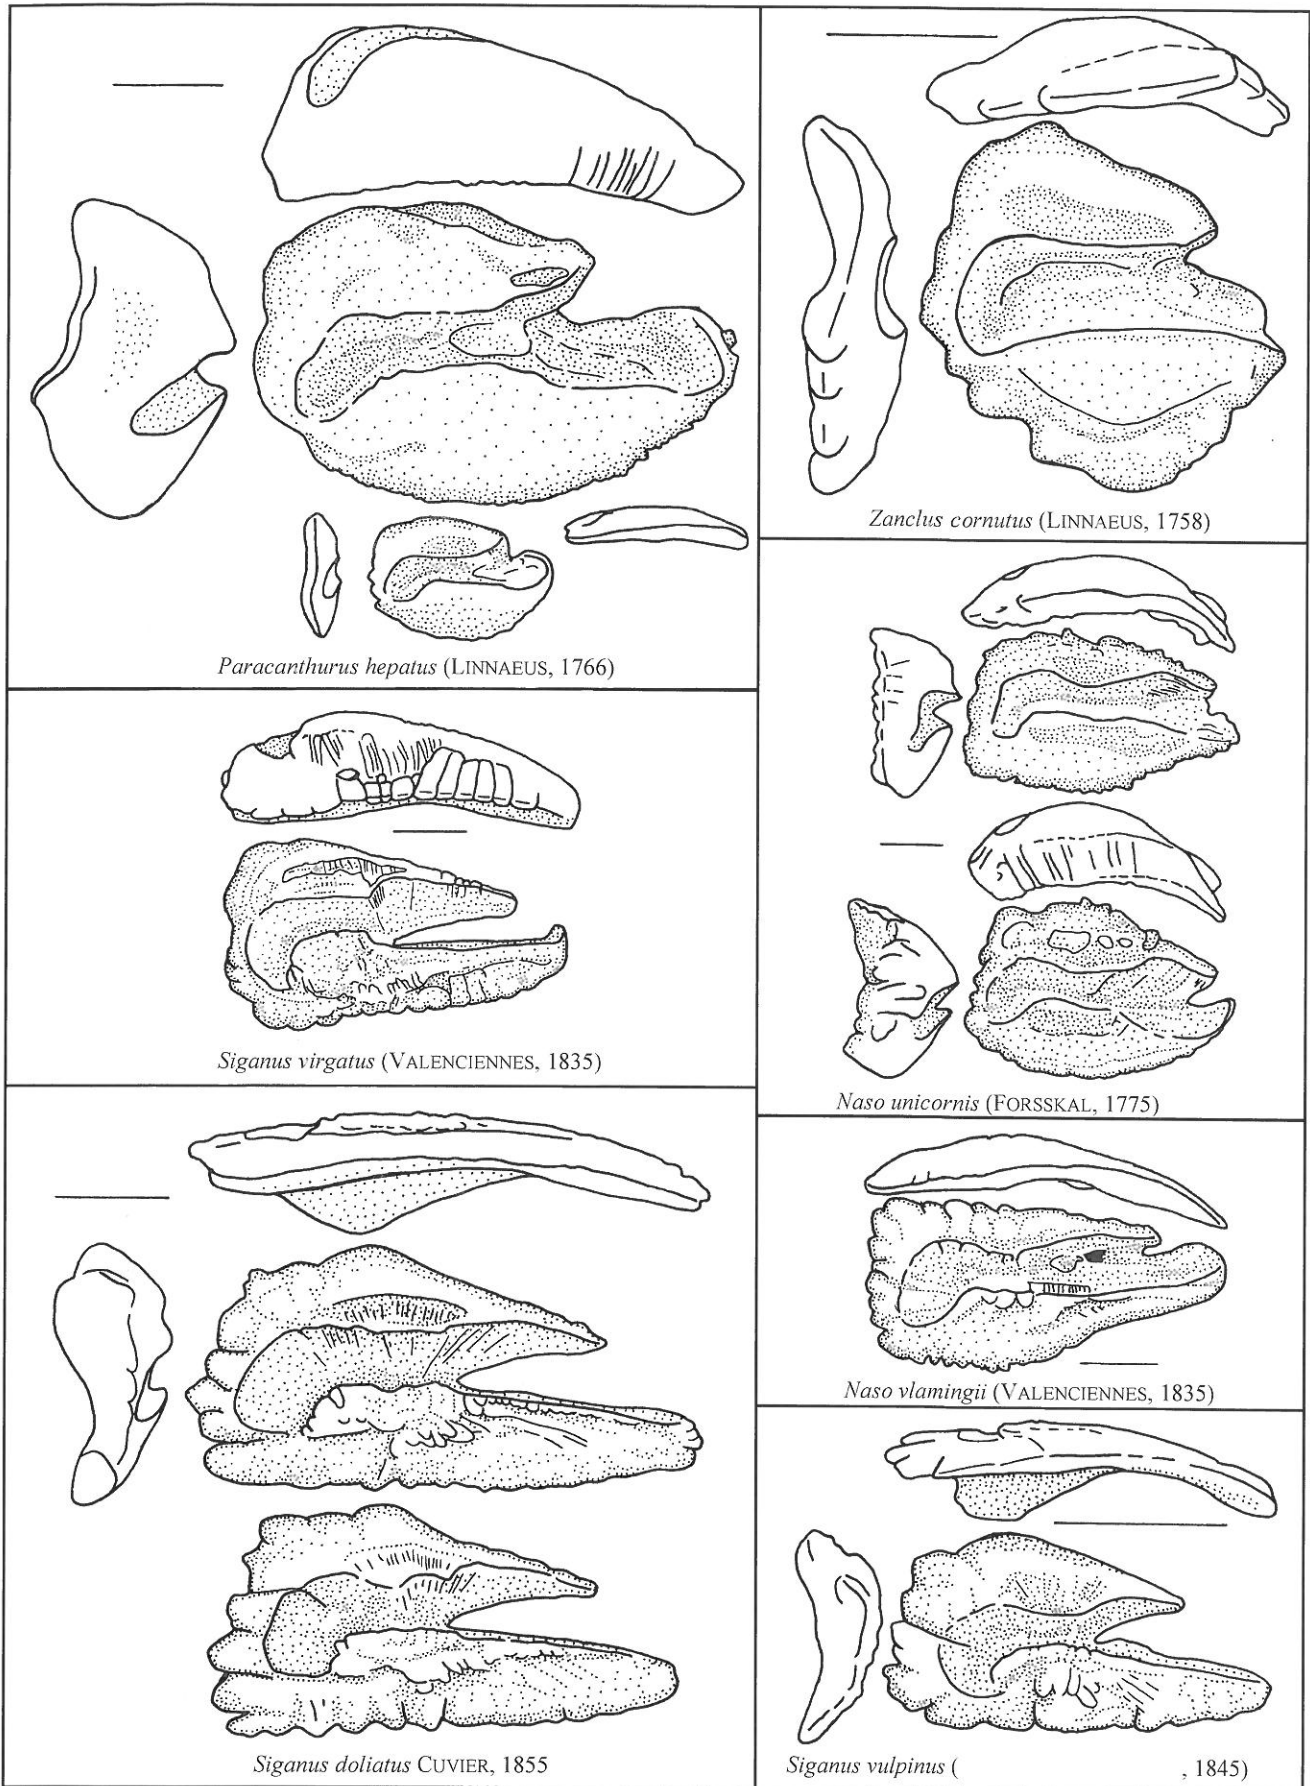 Paracanthurus hepatus (LINNAEUS, 1766)
Zanclus cornutus (LINNAEUS, 1758)
Siganus virgatus (VALENCIENNES, 1835)
Naso unicornis (FORSSKAL, 1775)
Naso vlamingii (VALENCIENNES, 1835)
Siganus doliatus CUVIER, 1855
Siganus vulpinus ( , 1845)